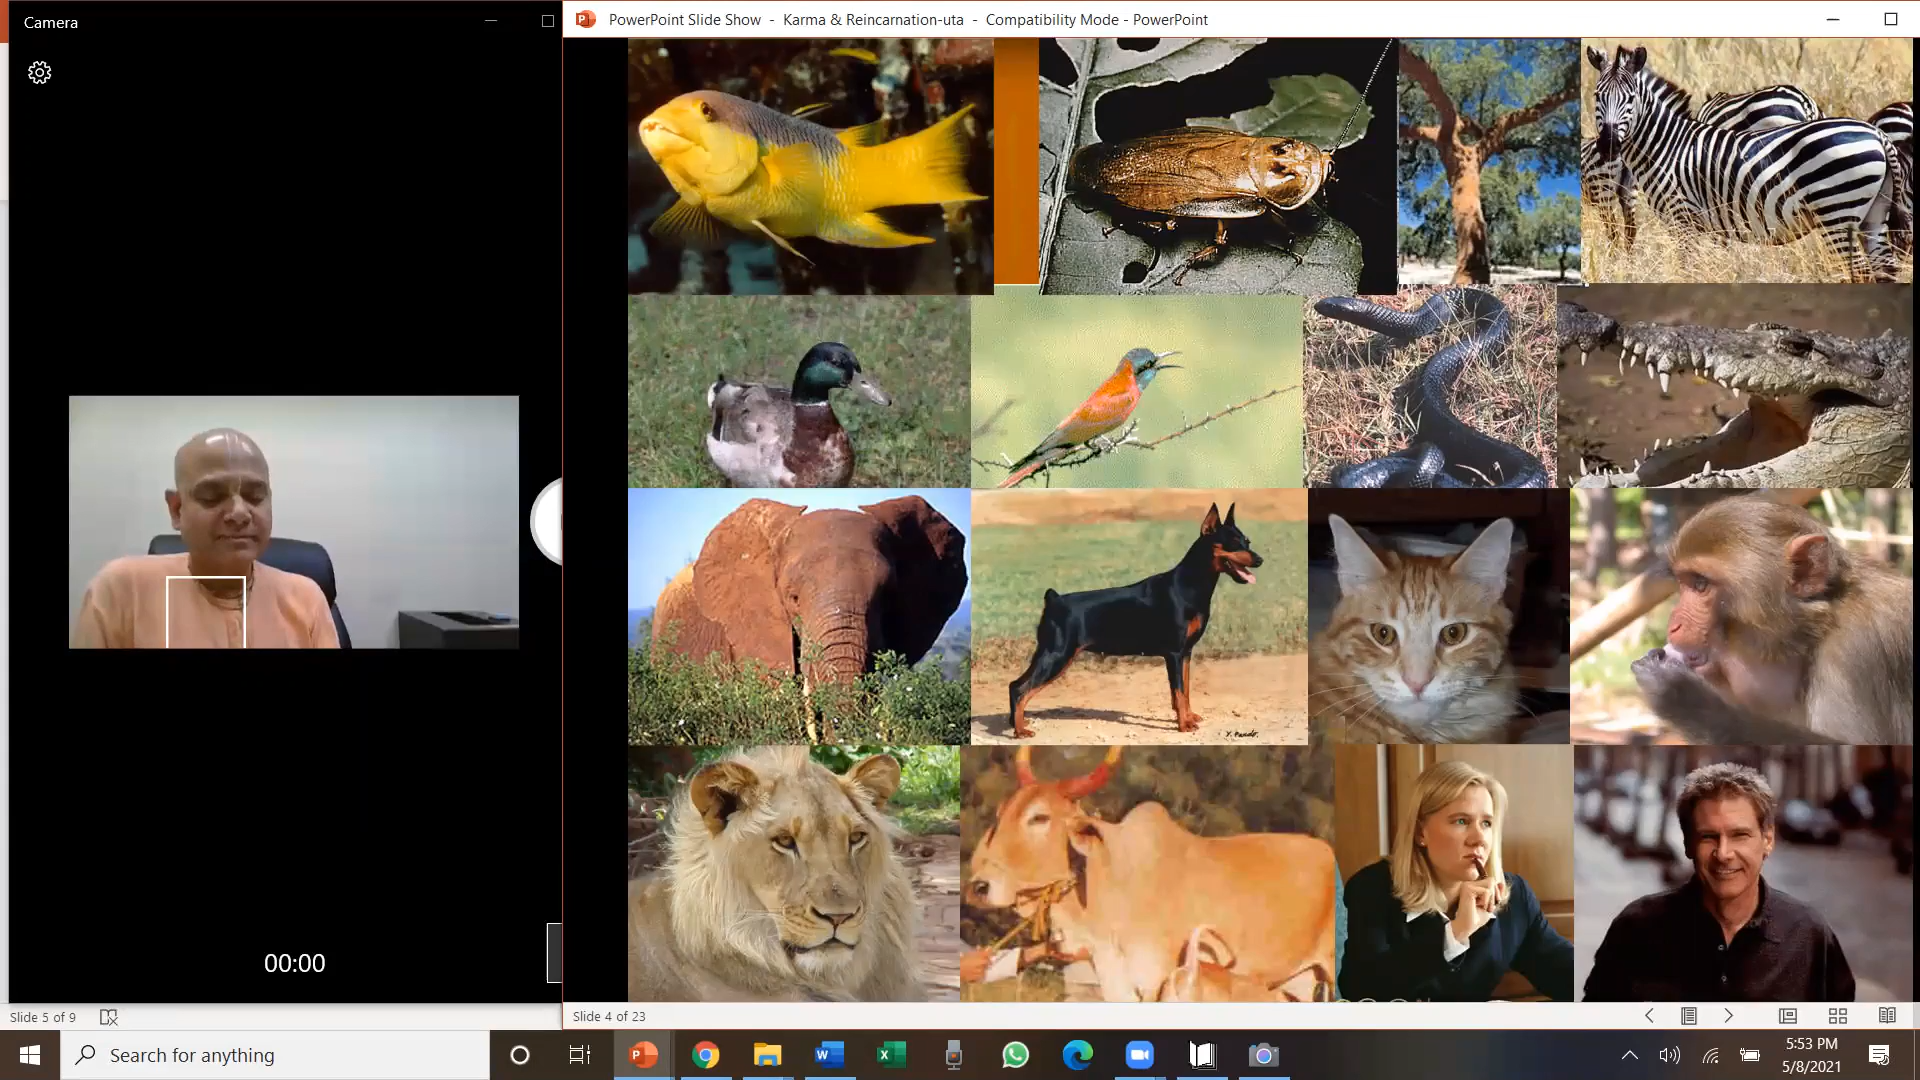 Camera
PowerPoint Slide Show - Karma & Reincarnation-uta - Compatibility Mode - PowerPoint
Y. Pando.
00:00
Slide 5 of 9
Slide 4 of 23
Search for anything
5:53 PM
5/8/2021